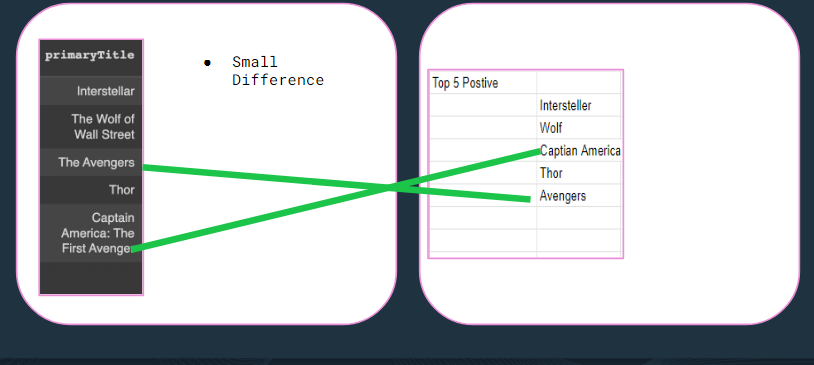 primaryTitle
Interstellar
The Wolf of
Wall Street
The Avengers
Thor
Captain
America: The
First Avenger
● Small
Difference
Top 5 Postive
Intersteller
Wolf
Captian America
Thor
Avengers